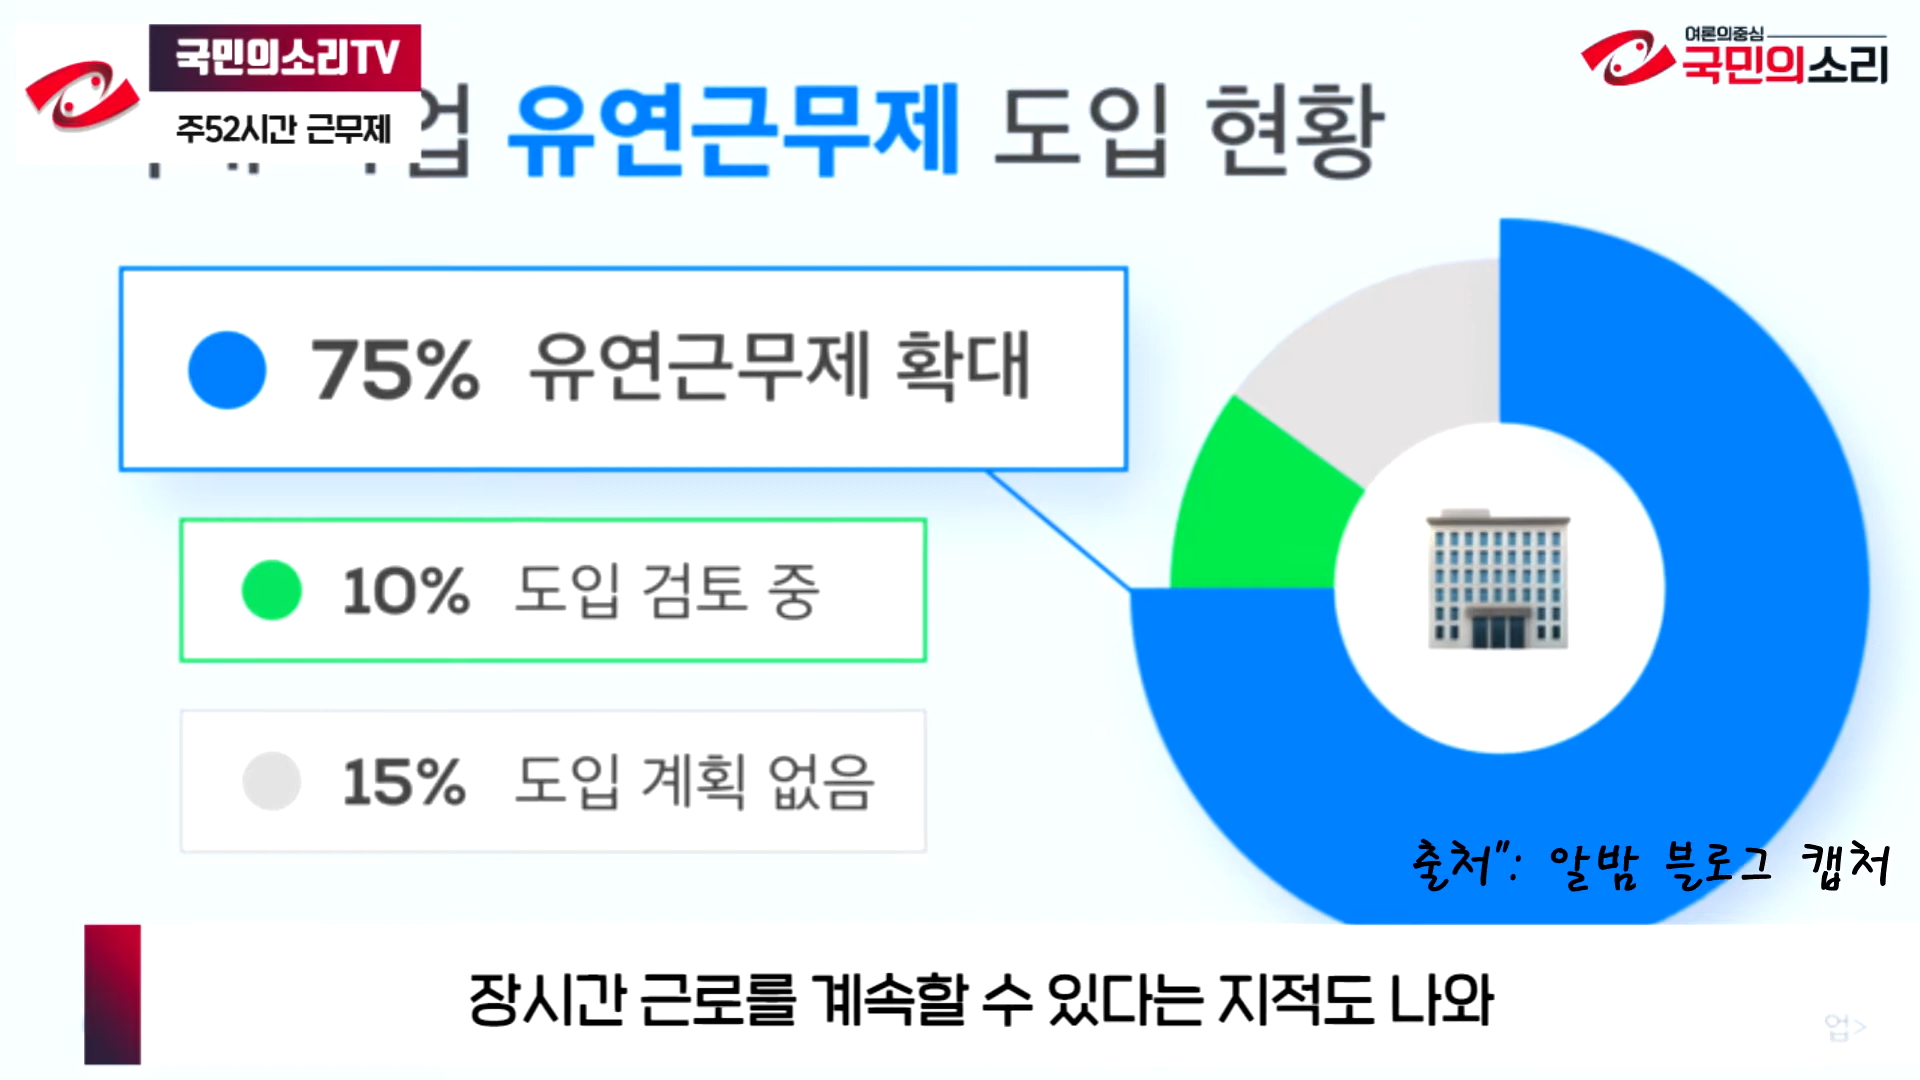 국민의소리TV
주52시간 근무제
여론의중심
국민의소리
유연근무제 도입 현황
75% 유연근무제 확대
10% 도입 검토 중
15% 도입 계획 없음
출처": 알밤 블로그 캡처
장시간 근로를 계속할 수 있다는 지적도 나와
업>